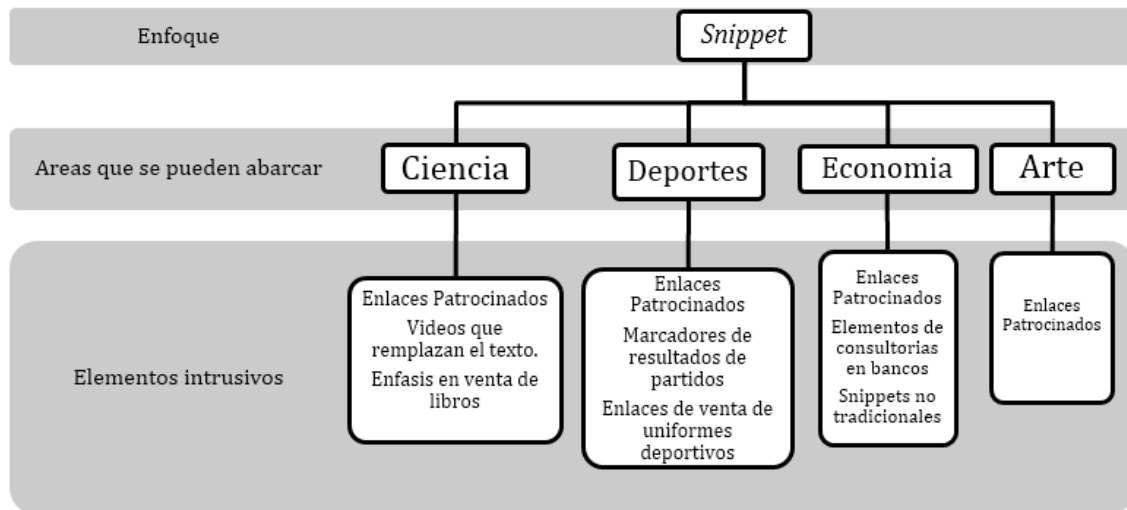 Enfoque
Snippet
Areas que se pueden abarcar
Ciencia
Deportes
Economia
Arte
Elementos intrusivos
Enlaces Patrocinados
Videos que
remplazan el texto.
Enfasis en venta de
libros
Enlaces
Patrocinados
Marcadores de
resultados de
partidos
Enlaces de venta de
uniformes
deportivos
Enlaces
Patrocinados
Elementos de
consultorias
en bancos
Snippets no
tradicionales
Enlaces
Patrocinados